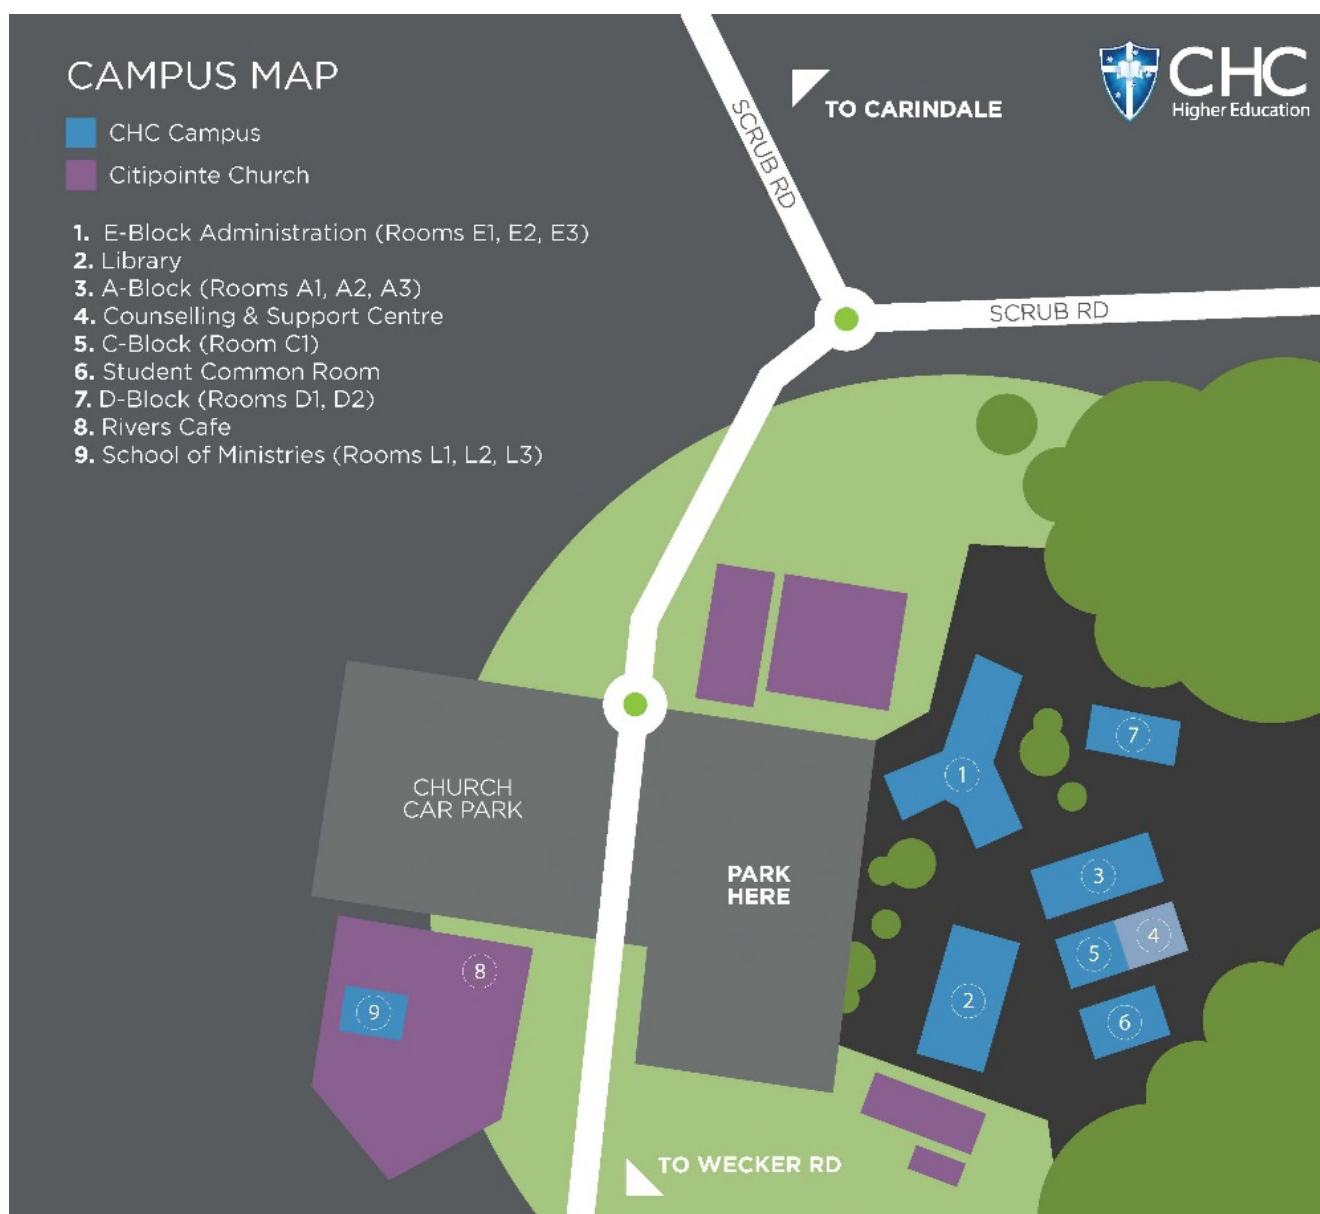 CAMPUS MAP
CHC Campus
Citipointe Church
1. E-Block Administration (Rooms E1, E2, E3)
2. Library
3. A-Block (Rooms A1, A2, A3)
4. Counselling & Support Centre
5. C-Block (Room C1)
6. Student Common Room
7. D-Block (Rooms D1, D2)
8. Rivers Cafe
9. School of Ministries (Rooms L1, L2, L3)
TO CARINDALE
CHC
Higher Education
SCRUB RD
SCRUB RD
CHURCH
CAR PARK
PARK
HERE
1
7
3
4
5
2
6
8
9
TO WECKER RD